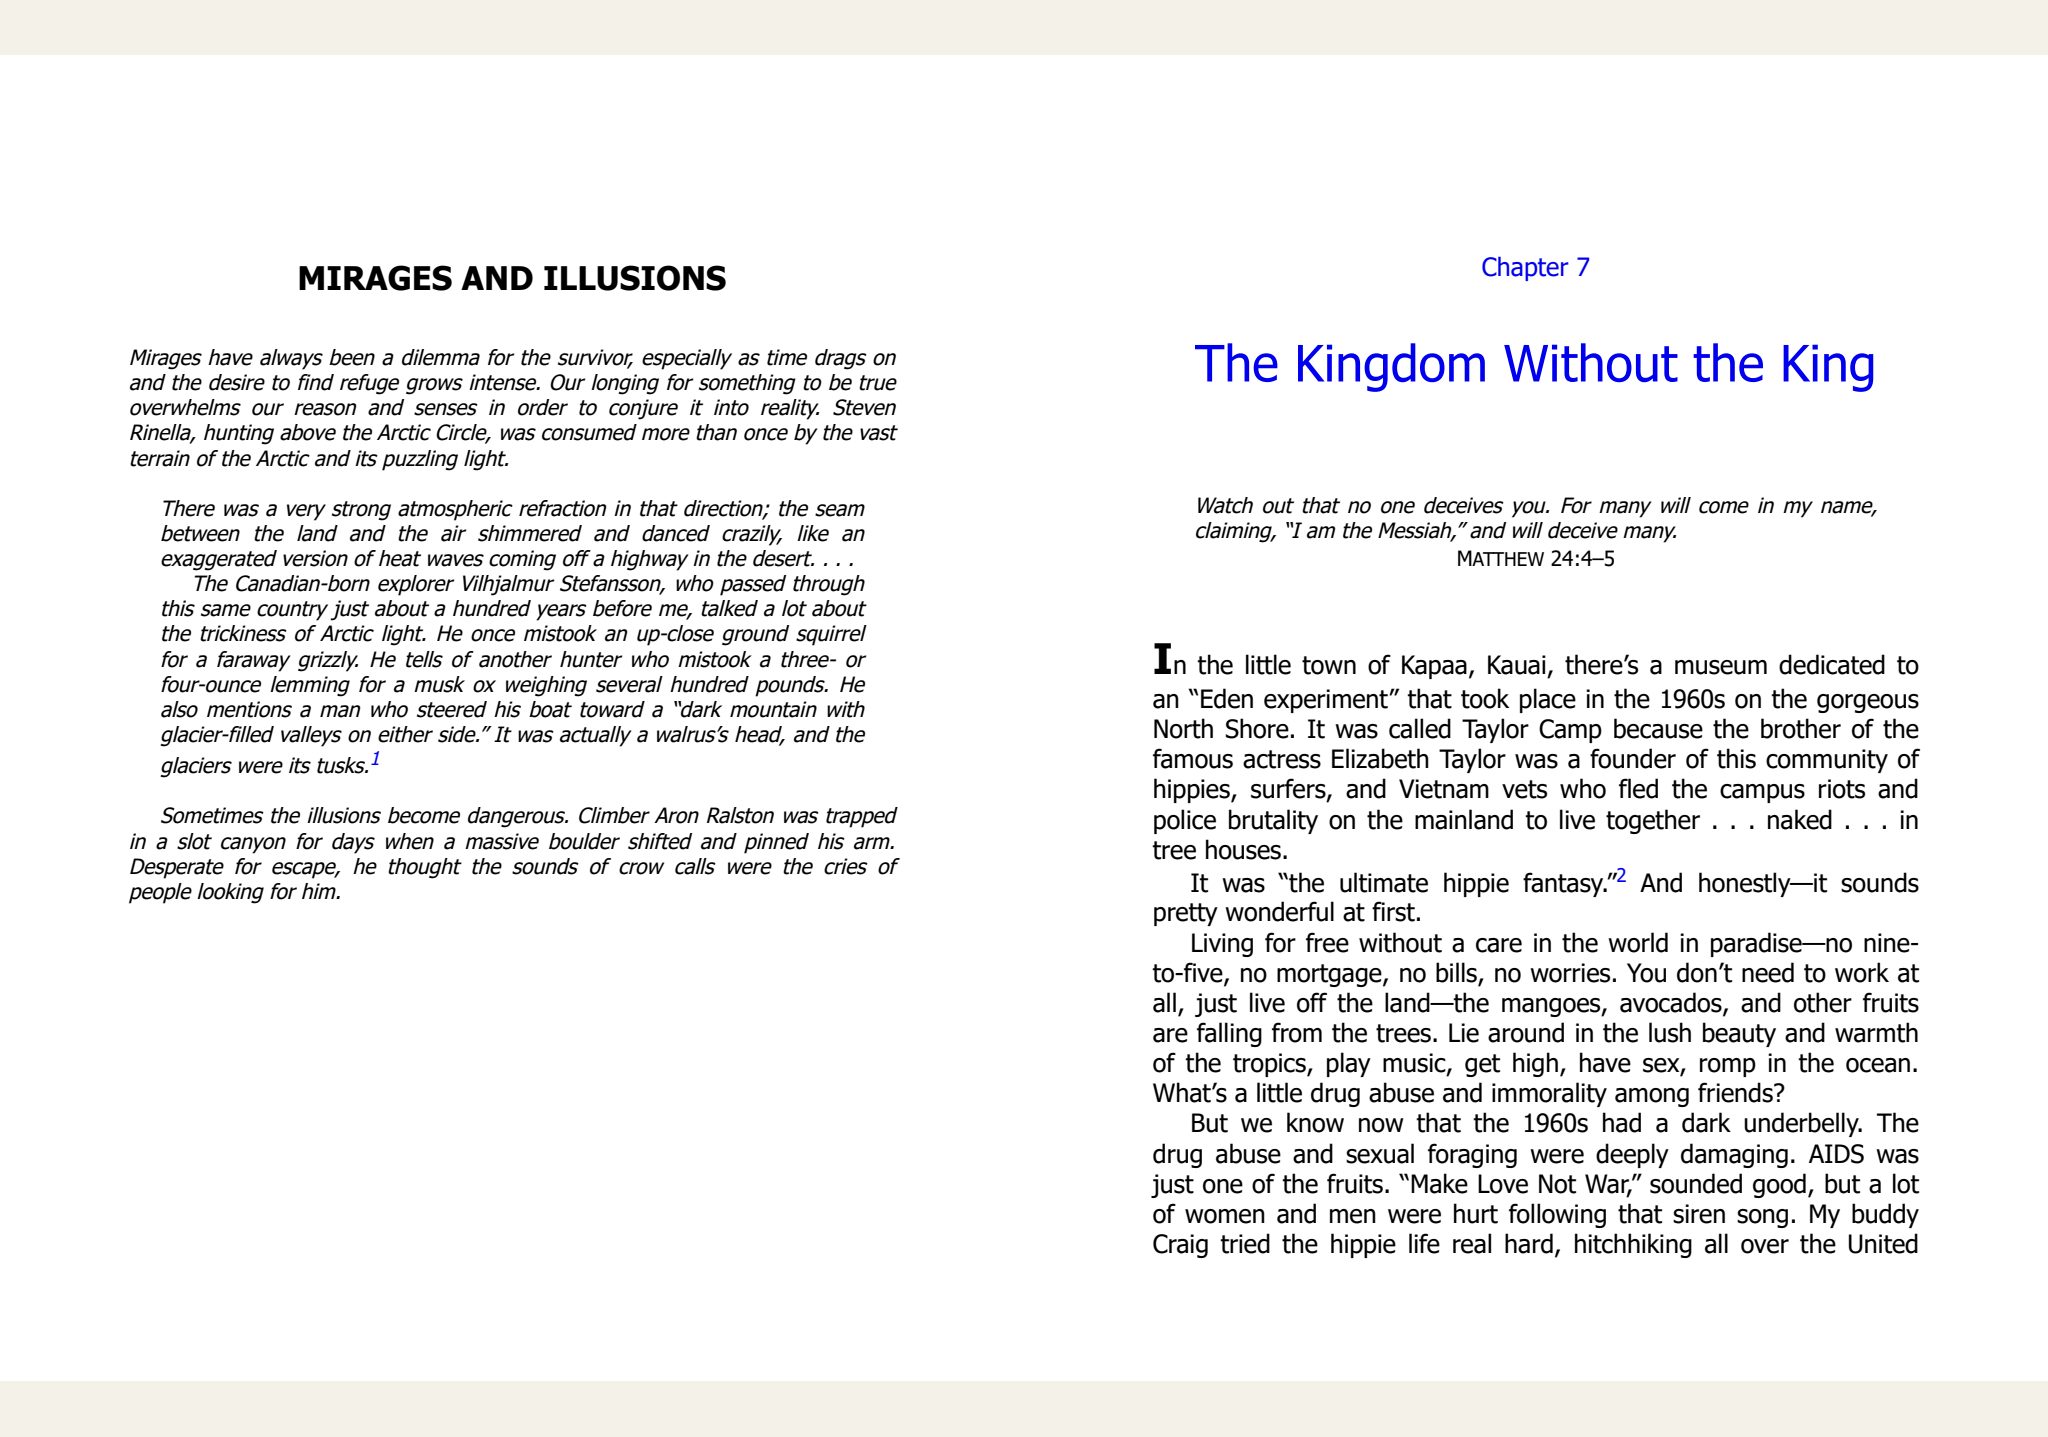 MIRAGES AND ILLUSIONS
Mirages have always been a dilemma for the survivor, especially as time drags on
and the desire to find refuge grows intense. Our longing for something to be true
overwhelms our reason and senses in order to conjure it into reality. Steven
Rinella, hunting above the Arctic Circle, was consumed more than once by the vast
terrain of the Arctic and its puzzling light.
There was a very strong atmospheric refraction in that direction; the seam
between the land and the air shimmered and danced crazily, like an
exaggerated version of heat waves coming off a highway in the desert. . . .
The Canadian-born explorer Vilhjalmur Stefansson, who passed through
this same country just about a hundred years before me, talked a lot about
the trickiness of Arctic light. He once mistook an up-close ground squirrel
for a faraway grizzly. He tells of another hunter who mistook a three- or
four-ounce lemming for a musk ox weighing several hundred pounds. He
also mentions a man who steered his boat toward a “dark mountain with
glacier-filled valleys on either side.” It was actually a walrus’s head, and the
glaciers were its tusks.1
Sometimes the illusions become dangerous. Climber Aron Ralston was trapped
in a slot canyon for days when a massive boulder shifted and pinned his arm.
Desperate for escape, he thought the sounds of crow calls were the cries of
people looking for him.
Chapter 7
The Kingdom Without the King
Watch out that no one deceives you. For many will come in my name,
claiming, “I am the Messiah,” and will deceive many.
MATTHEW 24:4–5
In the little town of Kapaa, Kauai, there’s a museum dedicated to
an “Eden experiment” that took place in the 1960s on the gorgeous
North Shore. It was called Taylor Camp because the brother of the
famous actress Elizabeth Taylor was a founder of this community of
hippies, surfers, and Vietnam vets who fled the campus riots and
police brutality on the mainland to live together . . . naked . . . in
tree houses.
It was “the ultimate hippie fantasy.”2 And honestly—it sounds
pretty wonderful at first.
Living for free without a care in the world in paradise—no nine-
to-five, no mortgage, no bills, no worries. You don’t need to work at
all, just live off the land—the mangoes, avocados, and other fruits
are falling from the trees. Lie around in the lush beauty and warmth
of the tropics, play music, get high, have sex, romp in the ocean.
What’s a little drug abuse and immorality among friends?
But we know now that the 1960s had a dark underbelly. The
drug abuse and sexual foraging were deeply damaging. AIDS was
just one of the fruits. “Make Love Not War,” sounded good, but a lot
of women and men were hurt following that siren song. My buddy
Craig tried the hippie life real hard, hitchhiking all over the United